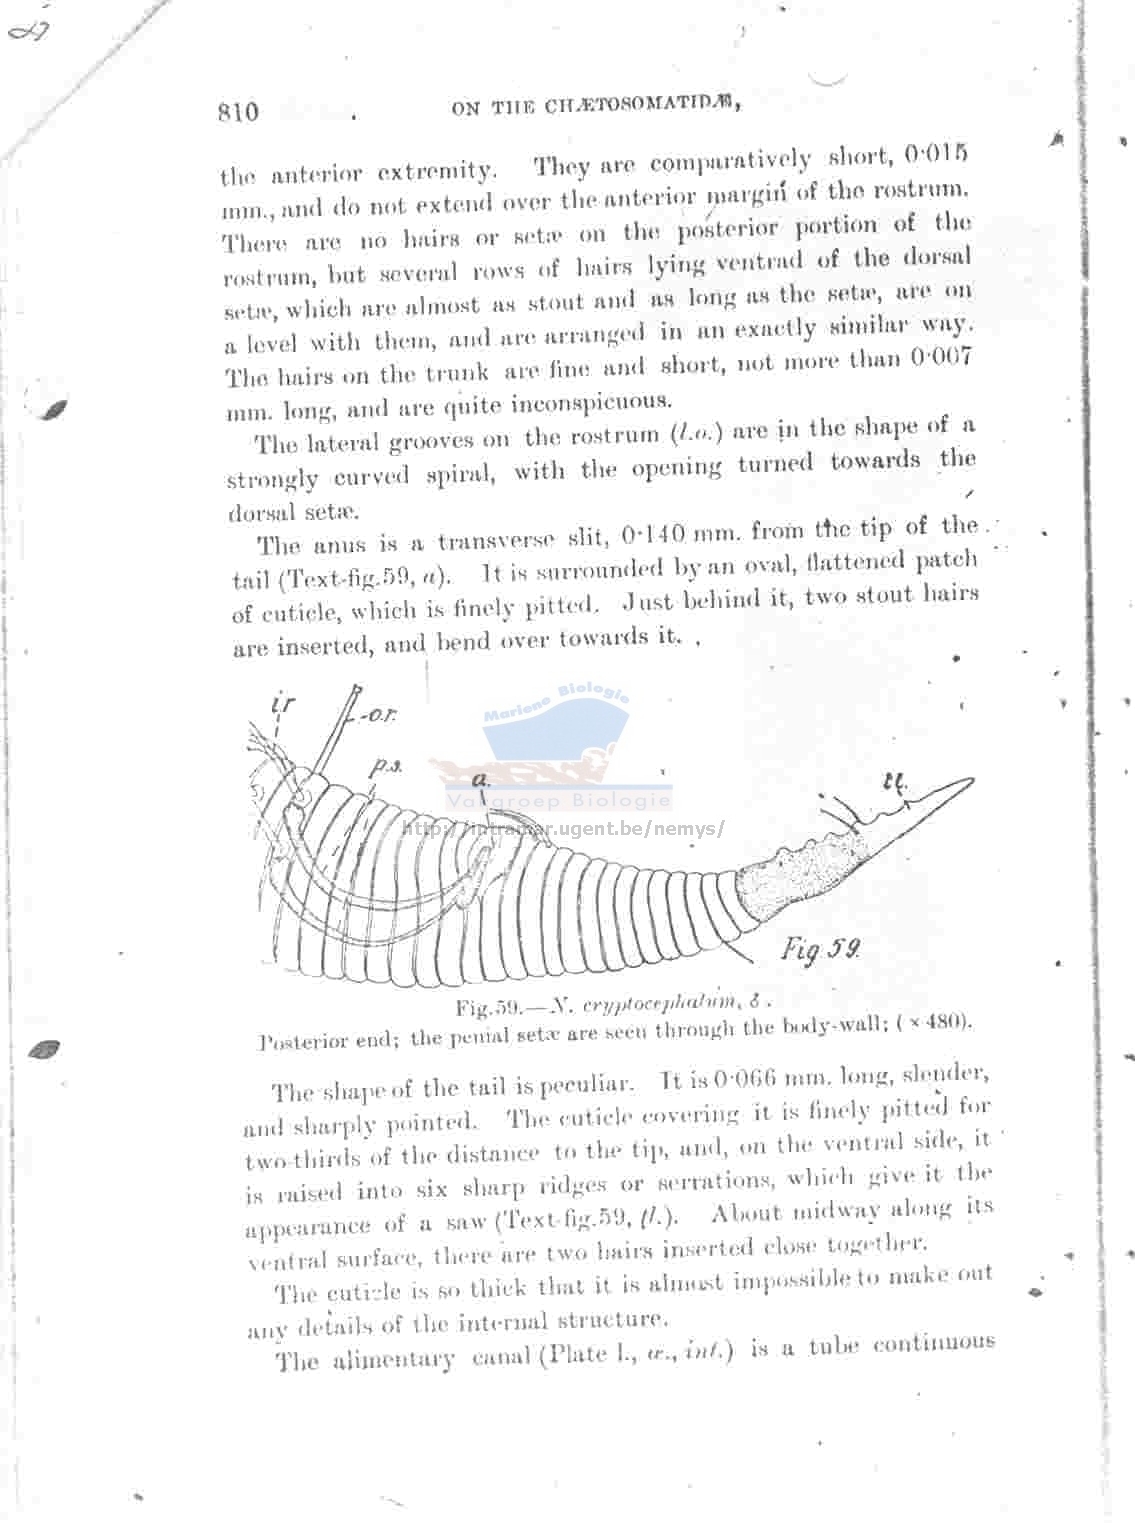 810 ON THE CHÆTOSOMATIDÆ,
the anterior extremity. They are comparatively short, 0·015
mm., and do not extend over the anterior margin of the rostrum.
There are no hairs or setæ on the posterior portion of the
rostrum, but several rows of hairs lying ventrad of the dorsal
setæ, which are almost as stout and as long as the setæ, are on
a level with them, and are arranged in an exactly similar way.
The hairs on the trunk are fine and short, not more than 0·007
mm. long, and are quite inconspicuous.
The lateral grooves on the rostrum (l.o.) are in the shape of a
strongly curved spiral, with the opening turned towards the
dorsal setæ.
The anus is a transverse slit, 0·140 mm. from the tip of the
tail (Text-fig.59, a). It is surrounded by an oval, flattened patch
of cuticle, which is finely pitted. Just behind it, two stout hairs
are inserted, and bend over towards it.
i.r
o.r.
p.s.
a.
tl.
Mariene Biologie
Vakgroep Biologie
http://intramar.ugent.be/nemys/
Fig 59.
Fig.59.—N. cryptocephalum, ♂.
Posterior end; the penial setæ are seen through the body-wall; (×480).
The shape of the tail is peculiar. It is 0·066 mm. long, slender,
and sharply pointed. The cuticle covering it is finely pitted for
two-thirds of the distance to the tip, and, on the ventral side, it
is raised into six sharp ridges or serrations, which give it the
appearance of a saw (Text-fig.59, tl.). About midway along its
ventral surface, there are two hairs inserted close together.
The cuticle is so thick that it is almost impossible to make out
any details of the internal structure.
The alimentary canal (Plate l., œ., int.) is a tube continuous